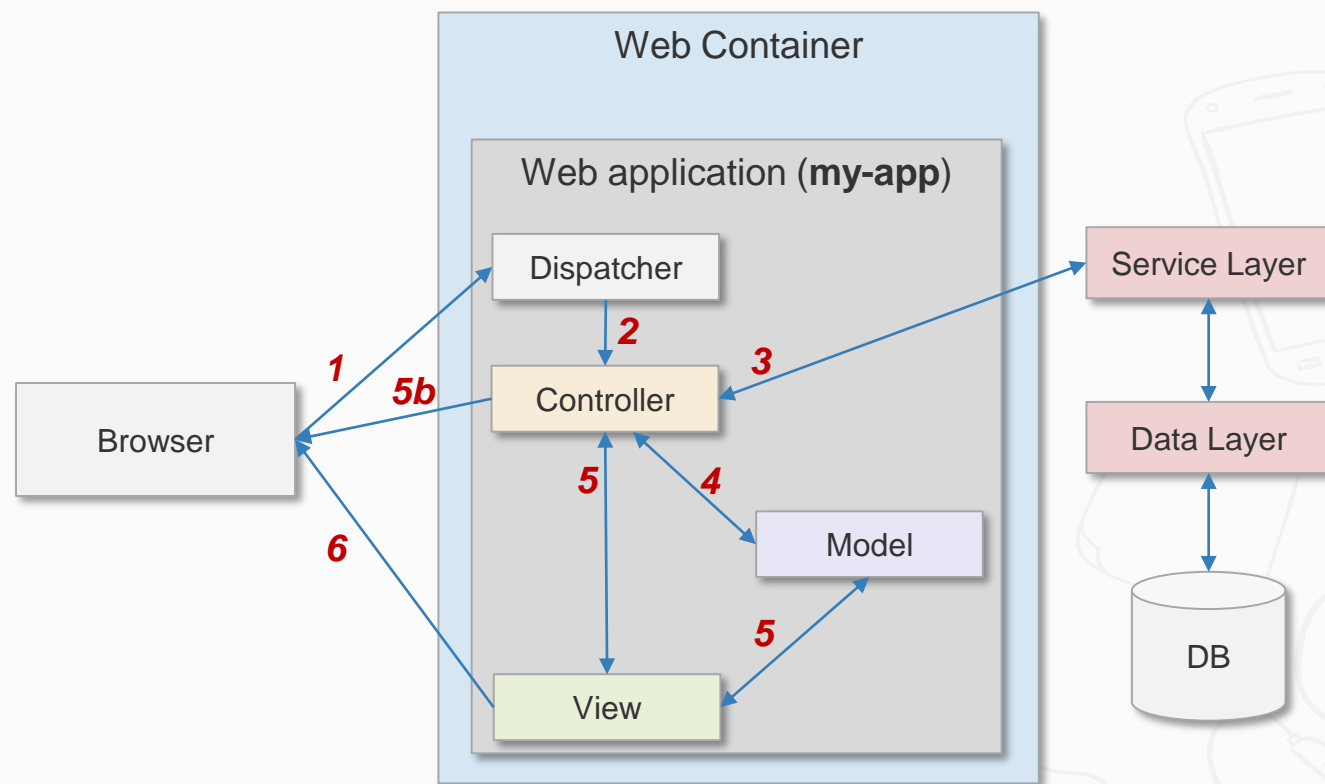 Web Container
Web application (my-app)
Dispatcher
Service Layer
2
1
3
5b
Controller
Browser
Data Layer
5
4
6
Model
5
DB
View